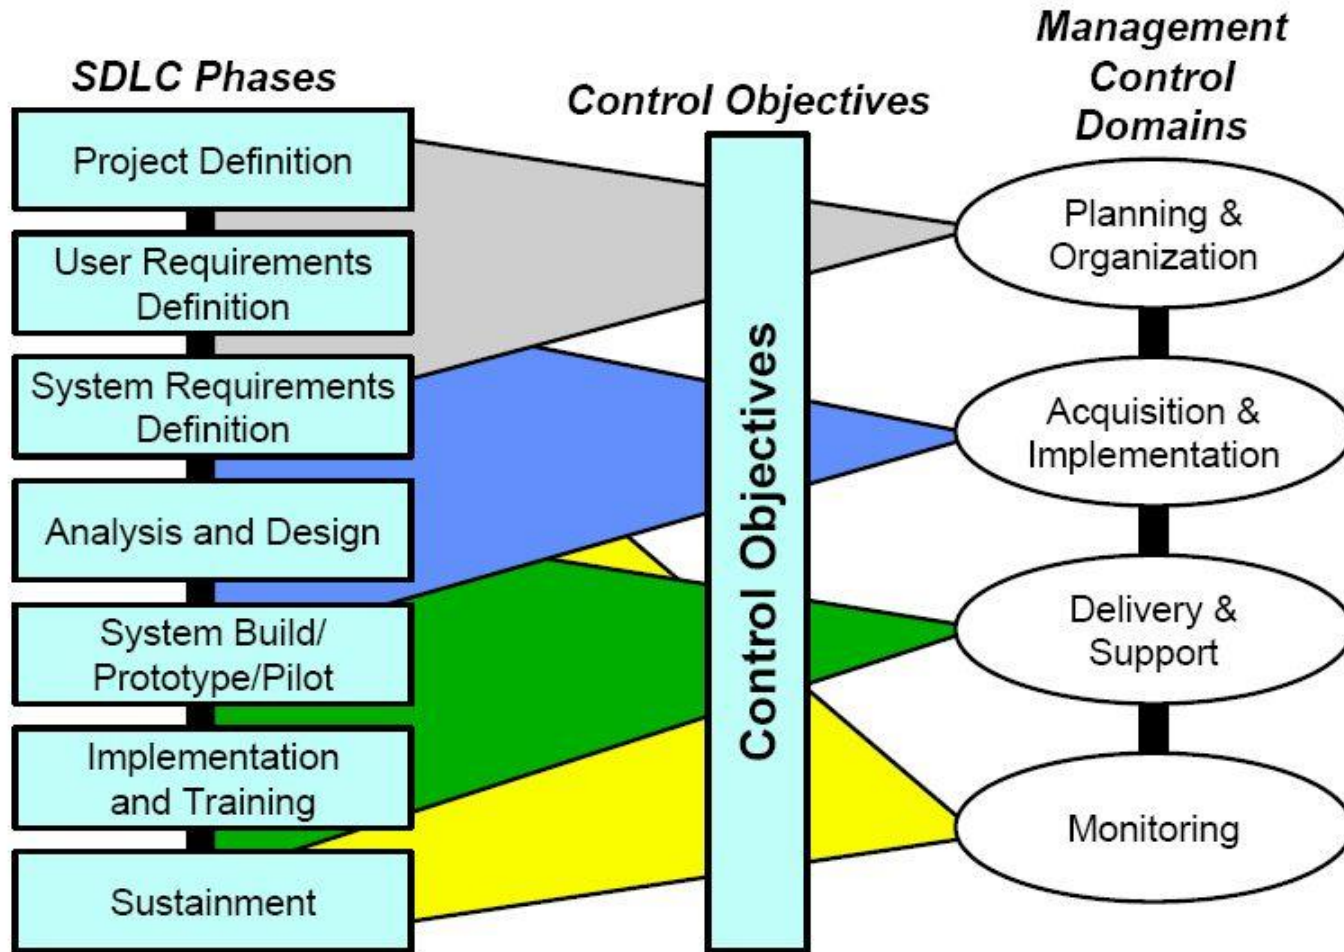 SDLC Phases
Project Definition
User Requirements
Definition
System Requirements
Definition
Analysis and Design
System Build/
Prototype/Pilot
Implementation
and Training
Sustainment
Control Objectives
Control Objectives
Management
Control
Domains
Planning &
Organization
Acquisition &
Implementation
Delivery &
Support
Monitoring